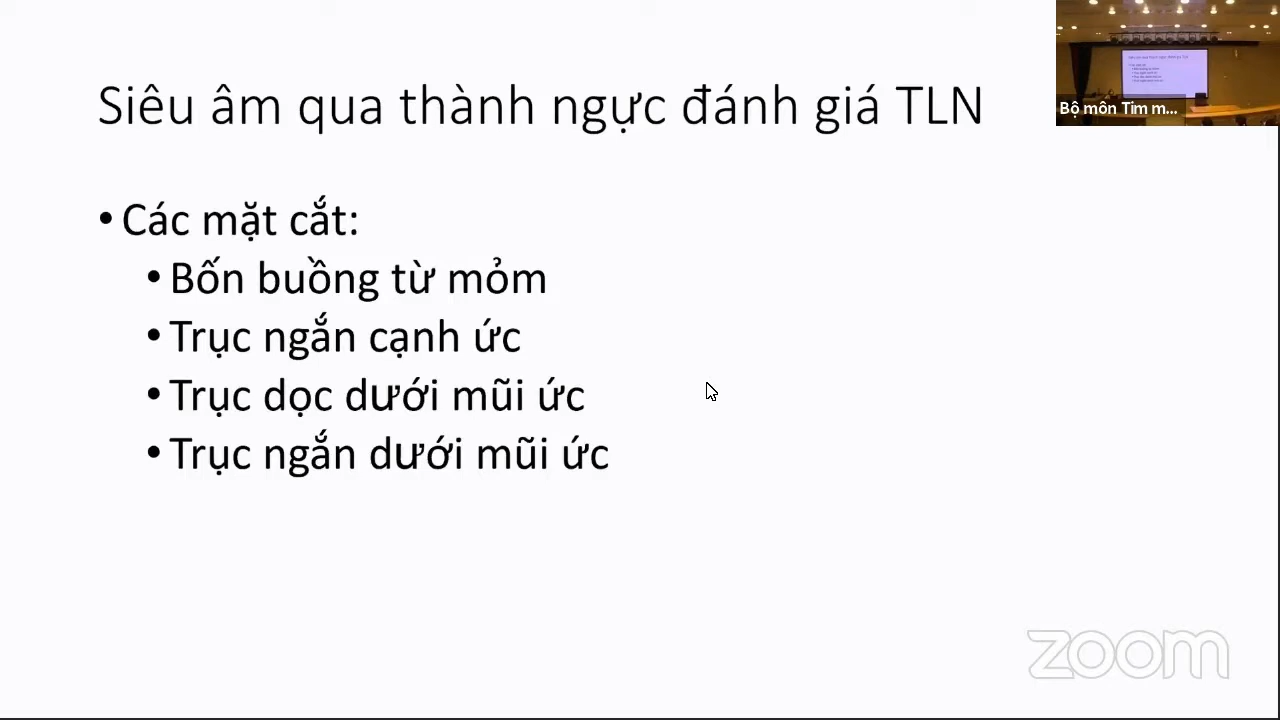 Siêu âm qua thành ngực đánh giá TLN
Bộ môn Tim m...
• Các mặt cắt:
• Bốn buồng từ mỏm
• Trục ngắn cạnh ức
• Trục dọc dưới mũi ức
• Trục ngắn dưới mũi ức
zoom